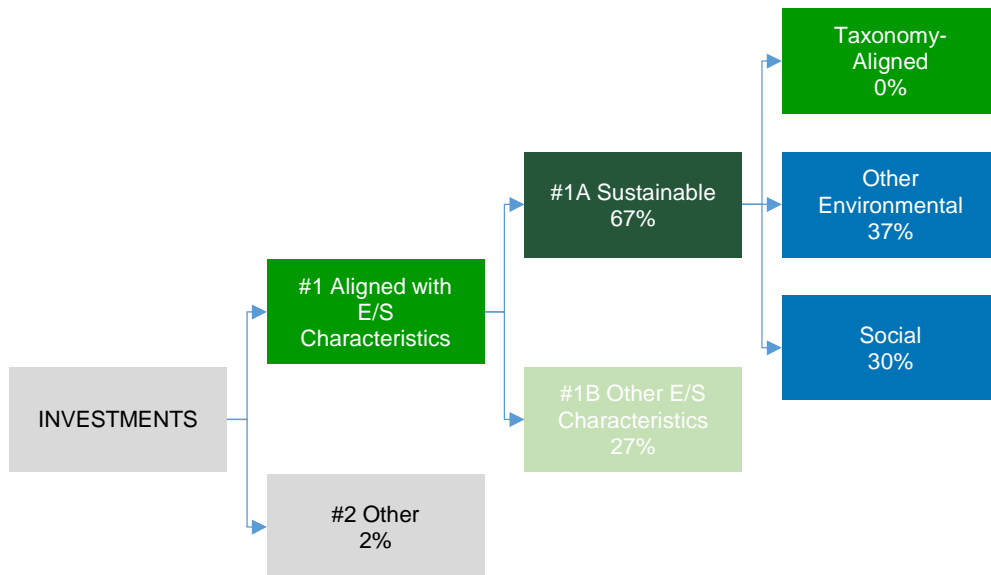 INVESTMENTS
#1 Aligned with
E/S
Characteristics
#2 Other
2%
#1A Sustainable
67%
#1B Other E/S
Characteristics
27%
Taxonomy-
Aligned
0%
Other
Environmental
37%
Social
30%